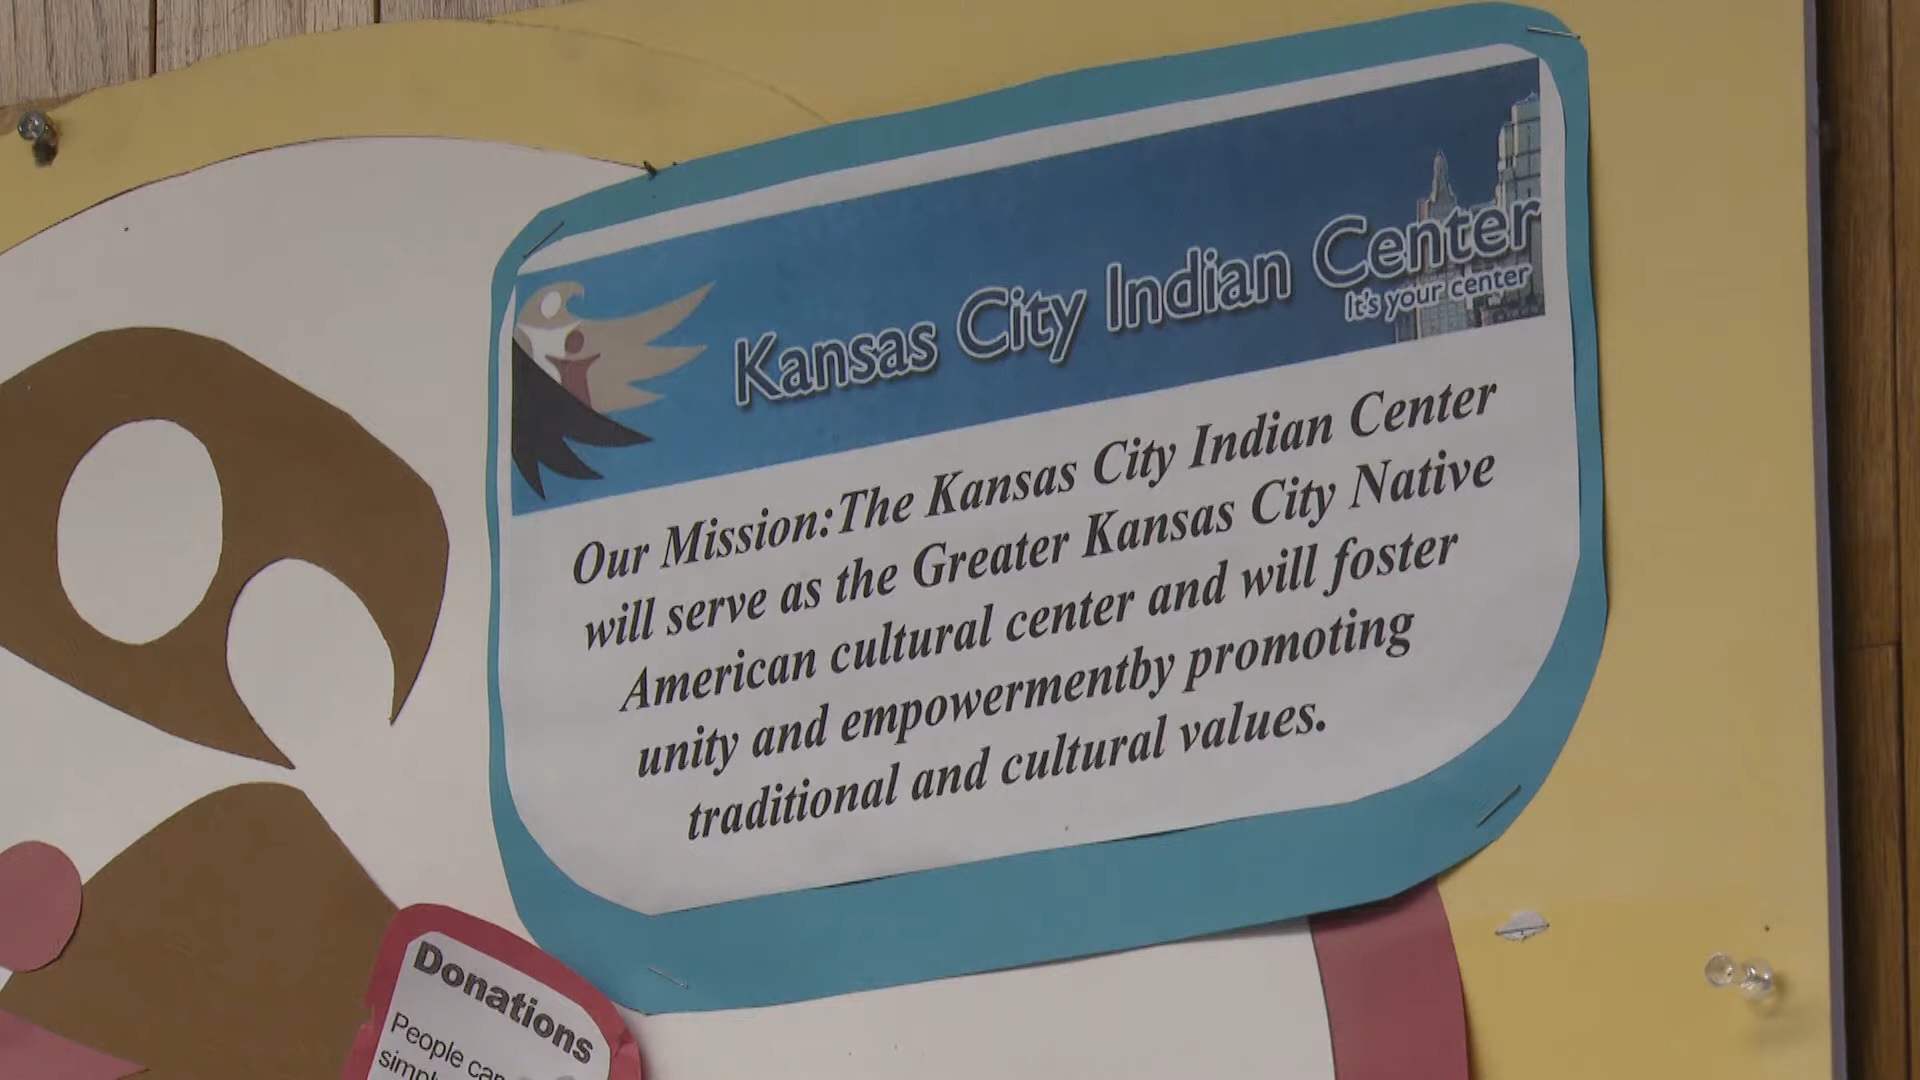 Kansas City Indian Center
It's your center
Our Mission:The Kansas City Indian Center
will serve as the Greater Kansas City Native
American cultural center and will foster
unity and empowermentby promoting
traditional and cultural values.
Donations
People can